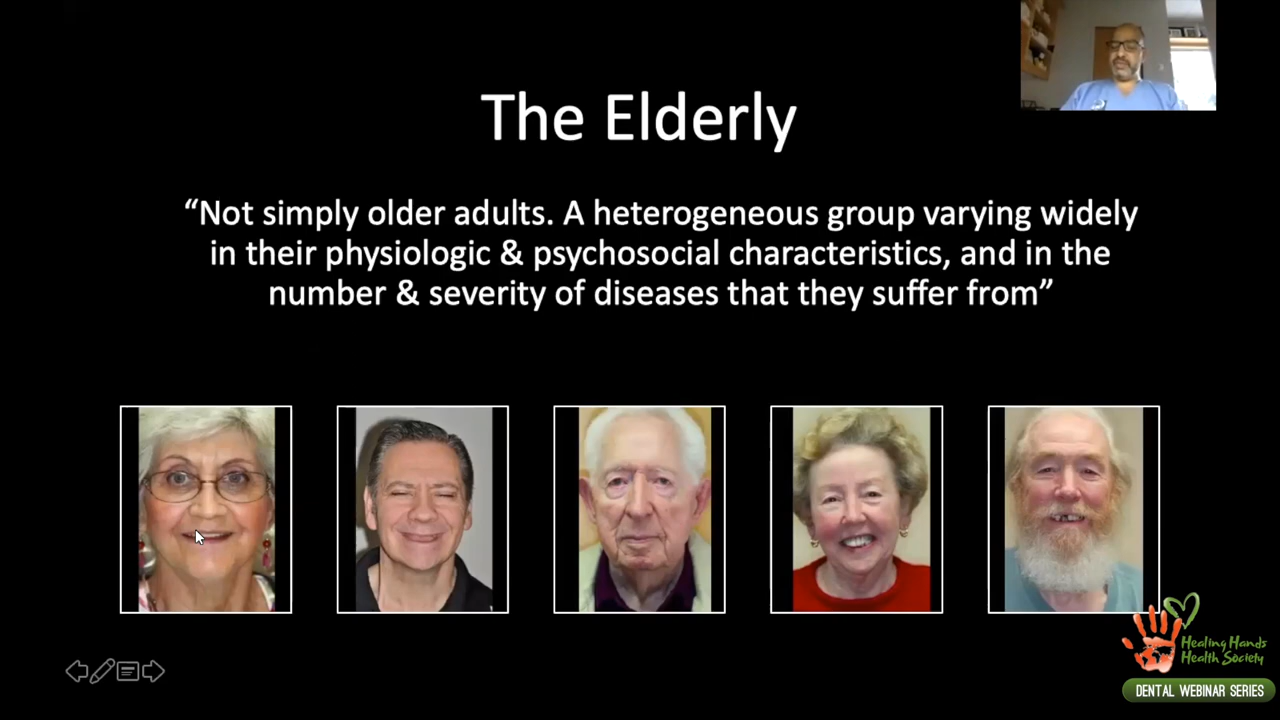 The Elderly
“Not simply older adults. A heterogeneous group varying widely
in their physiologic & psychosocial characteristics, and in the
number & severity of diseases that they suffer from”
Healing Hands
Health Society
DENTAL WEBINAR SERIES